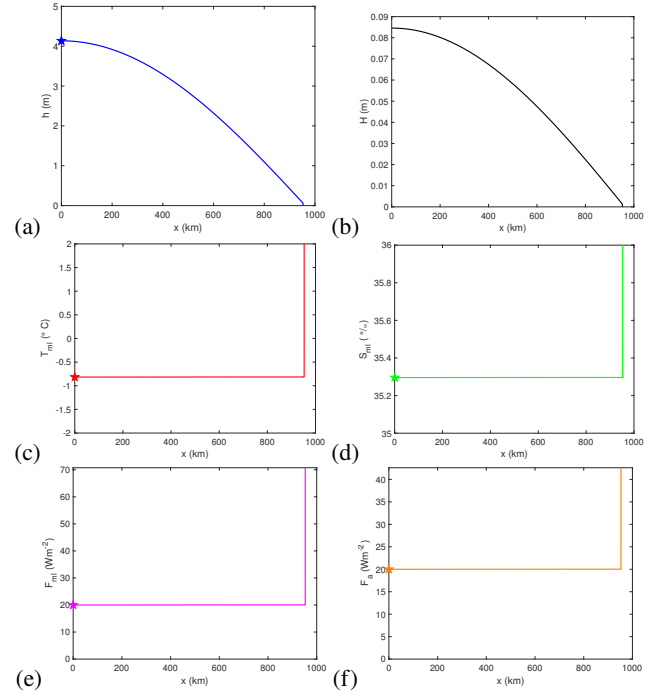 5
4
3
2
1
0
h (m)
0 200 400 600 800 1000
x (km)
(a)
0.09
0.08
0.07
0.06
0.05
0.04
0.03
0.02
0.01
0
H (m)
0 200 400 600 800 1000
x (km)
(b)
2
1.5
1
0.5
0
-0.5
-1
-1.5
-2
T_ml (° C)
0 200 400 600 800 1000
x (km)
(c)
36
35.8
35.6
35.4
35.2
35
S_ml ( °/∞)
0 200 400 600 800 1000
x (km)
(d)
70
60
50
40
30
20
10
0
F_ml (Wm⁻²)
0 200 400 600 800 1000
x (km)
(e)
40
35
30
25
20
15
10
5
0
F_a (Wm⁻²)
0 200 400 600 800 1000
x (km)
(f)